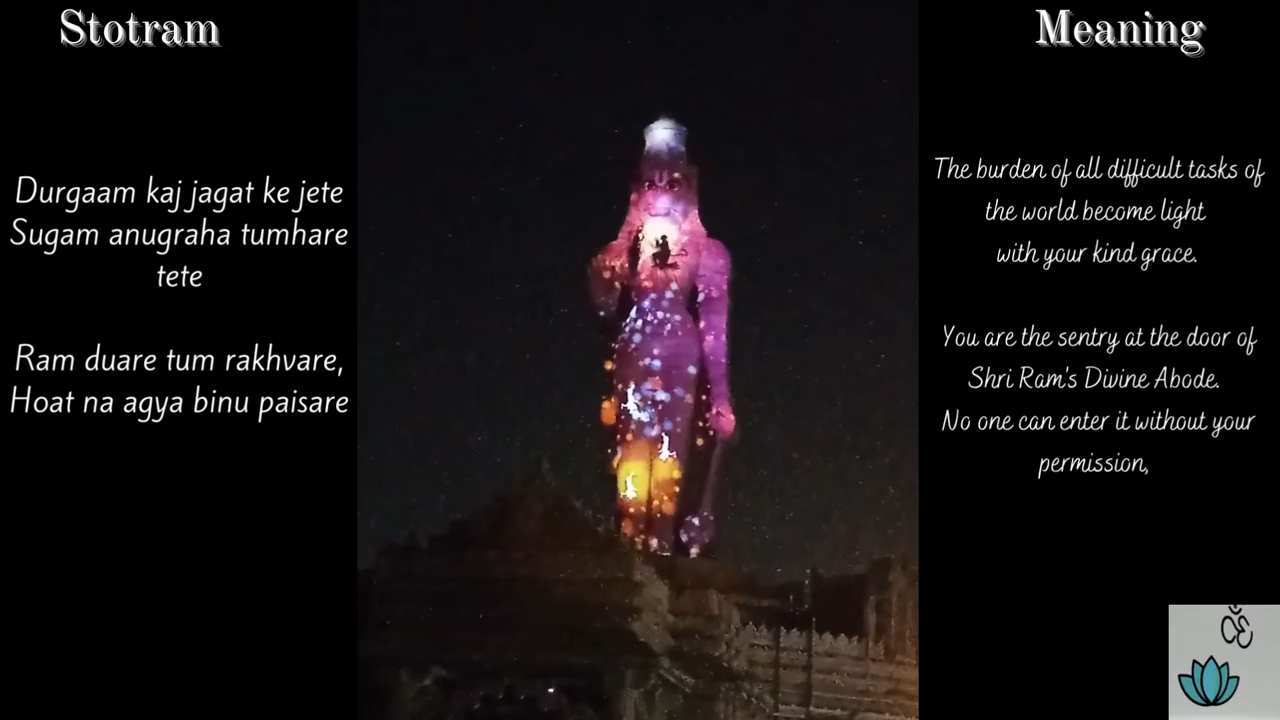 Stotram
Durgaam kaj jagat ke jete
Sugam anugraha tumhare
tete
Ram duare tum rakhvare,
Hoat na agya binu paisare
Meaning
The burden of all difficult tasks of
the world become light
with your kind grace.
You are the sentry at the door of
Shri Ram's Divine Abode.
No one can enter it without your
permission,
ॐ